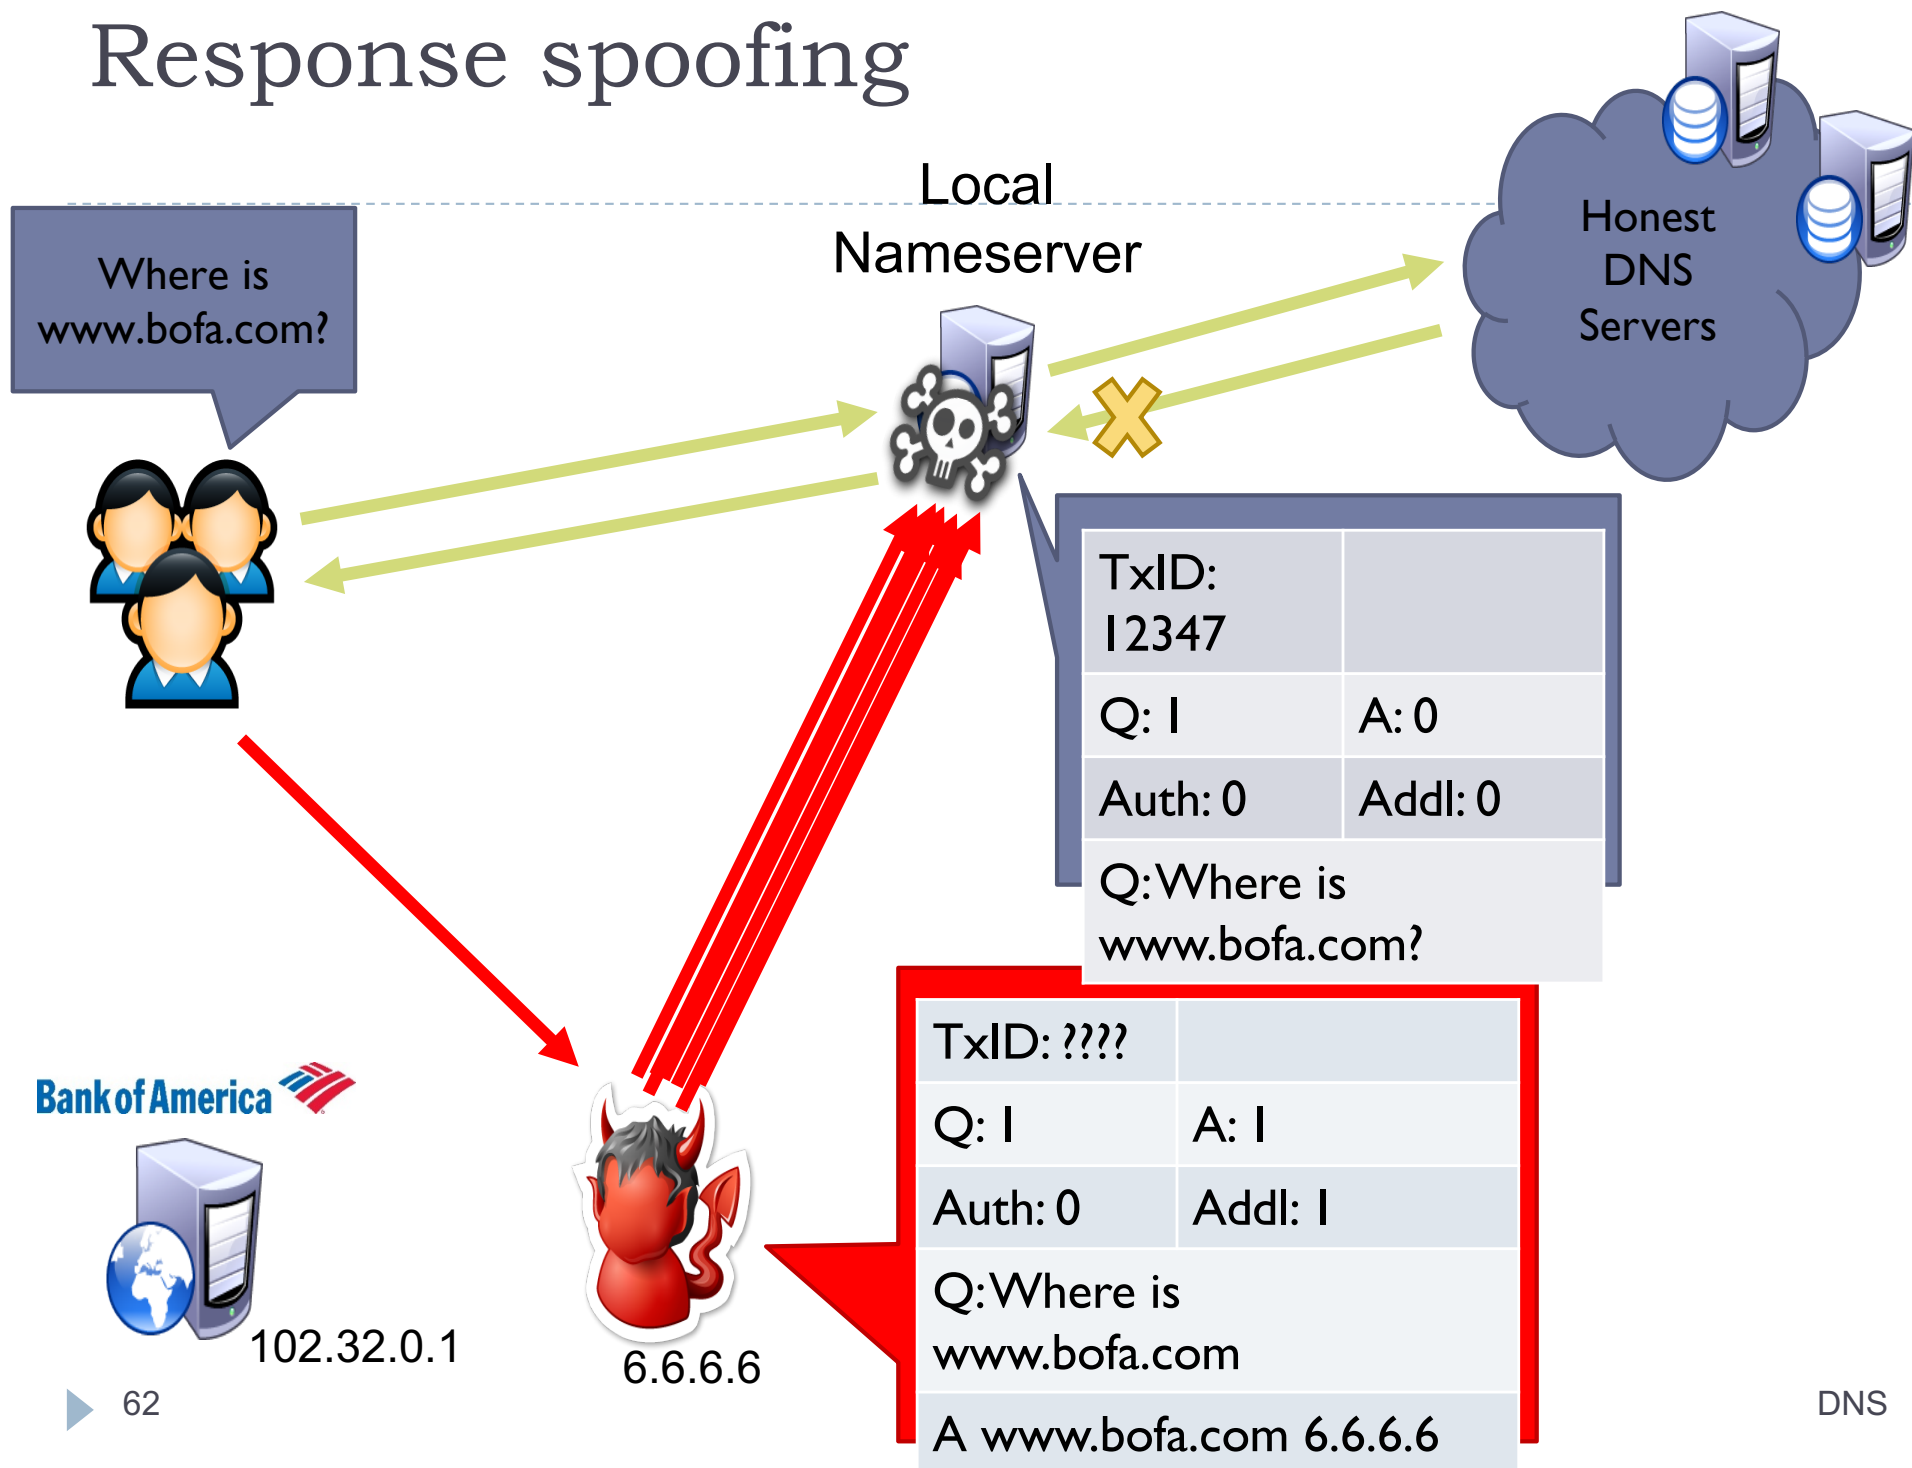 Response spoofing
Local
Nameserver
Honest
DNS
Servers
Where is
www.bofa.com?
TxID:
12347
Q: 1
A: 0
Auth: 0
Addl: 0
Q: Where is
www.bofa.com?
TxID: ????
Q: 1
A: 1
Auth: 0
Addl: 1
Q: Where is
www.bofa.com
A www.bofa.com 6.6.6.6
Bank of America
102.32.0.1
6.6.6.6
62
DNS